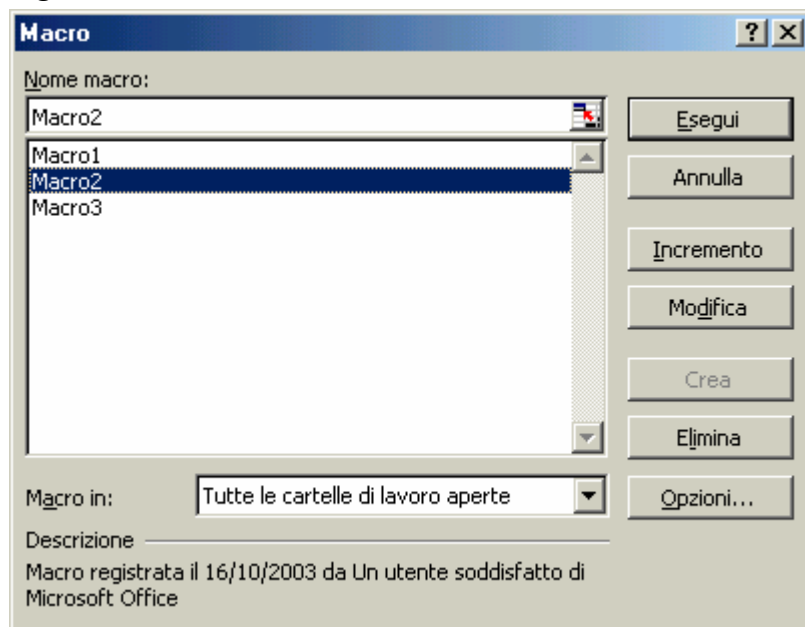 Macro
Nome macro:
Macro2
Esegui
Macro1
Macro2
Macro3
Annulla
Incremento
Modifica
Crea
Elimina
Macro in:
Tutte le cartelle di lavoro aperte
Opzioni...
Descrizione
Macro registrata il 16/10/2003 da Un utente soddisfatto di
Microsoft Office